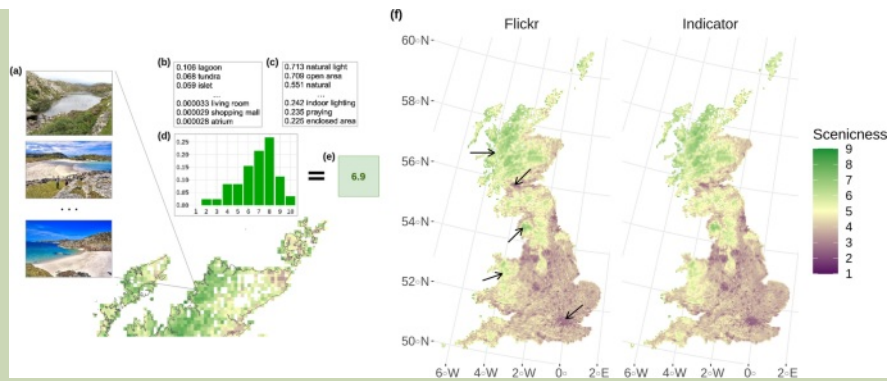 (f)
Flickr
Indicator
60°N
58°N
56°N
54°N
52°N
50°N
6°W
4°W
2°W
0°
2°E
6°W
4°W
2°W
0°
2°E
Scenicness
9
8
7
6
5
4
3
2
1
(a)
...
(b)
0.106 lagoon
0.068 tundra
0.059 islet
...
0.000033 living room
0.000029 shopping mall
0.000028 atrium
(c)
0.713 natural light
0.709 open area
0.551 natural
...
0.242 indoor lighting
0.235 praying
0.225 enclosed area
(d)
0.29
0.25
0.20
0.15
0.10
0.05
0.00
1 2 3 4 5 6 7 8 9 10
=
(e)
6.9